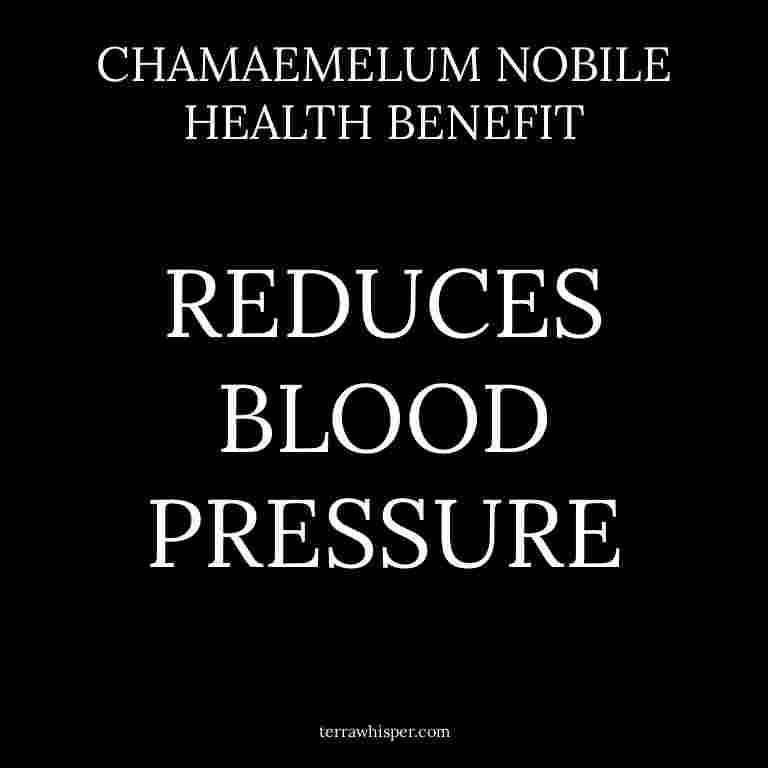 CHAMAEMELUM NOBILE
HEALTH BENEFIT
REDUCES
BLOOD
PRESSURE
terrawhisper.com